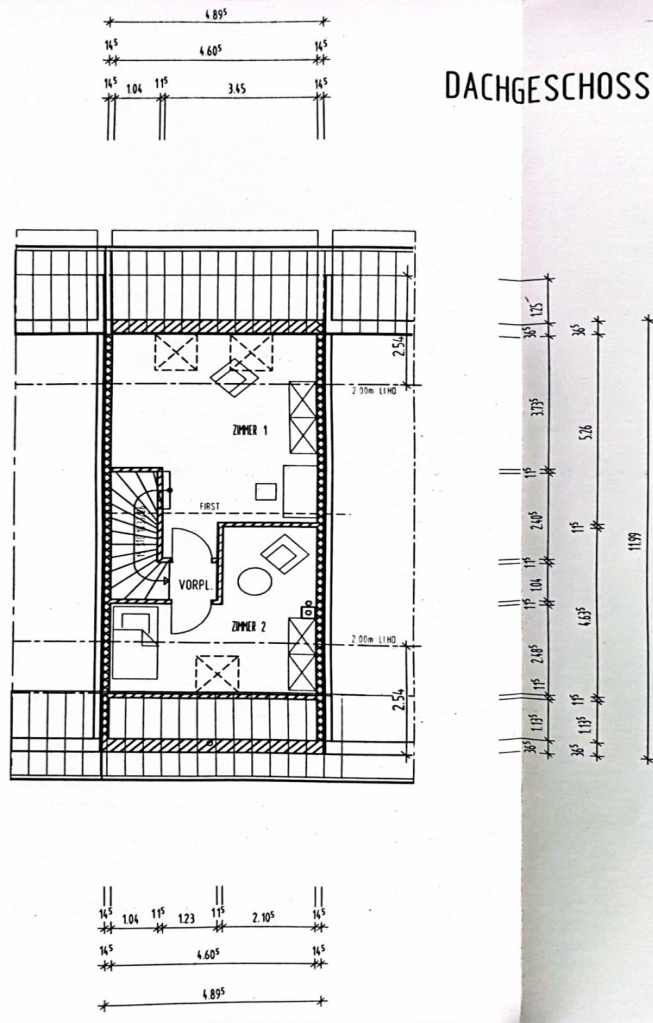 4.89⁵
14⁵ 4.60⁵ 14⁵
14⁵ 1.04 11⁵ 3.45 14⁵
DACHGESCHOSS
2.54
2.00m LIHO
ZIMMER 1
FIRST
VORPL.
ZIMMER 2
2.00m LIHO
2.54
1.25
36⁵
3.73⁵
11⁵
2.40⁵
11⁵
1.04
11⁵
2.48⁵
11⁵
1.13⁵
36⁵
36⁵
5.26
11⁵
4.63⁵
11⁵
1.13⁵
36⁵
11.99
14⁵ 1.04 11⁵ 1.23 11⁵ 2.10⁵ 14⁵
14⁵ 4.60⁵ 14⁵
4.89⁵